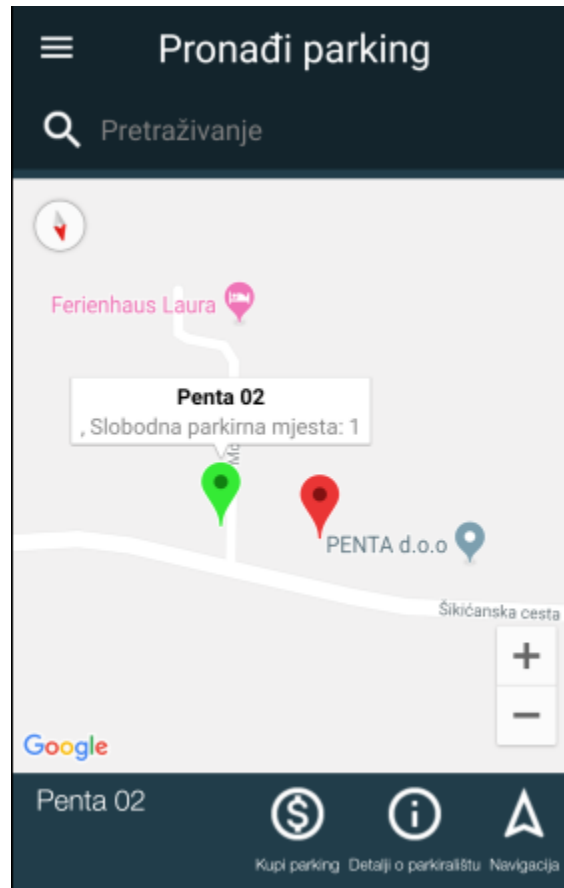 Pronađi parking
Pretraživanje
Ferienhaus Laura
Penta 02
, Slobodna parkirna mjesta: 1
PENTA d.o.o
Šikićanska cesta
+
−
Google
Penta 02
Kupi parking
Detalji o parkiralištu
Navigacija